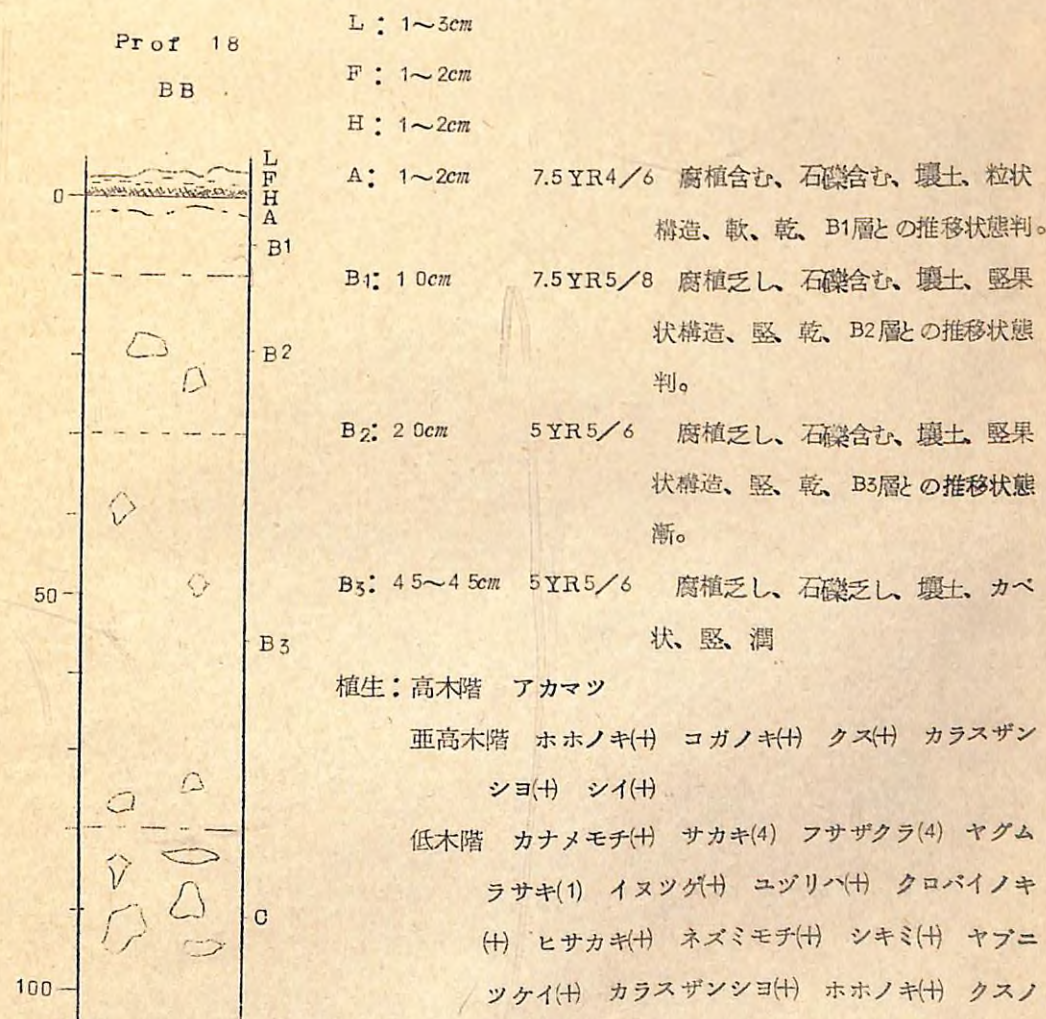 Prof 18
BB
L
F
H
A
B1
B2
B3
C
0
50
100
L：1～3cm
F：1～2cm
H：1～2cm
A：1～2cm 7.5YR4/6 腐植含む、石礫含む、壌土、粒状
構造、軟、乾、B1層との推移状態判。
B1：10cm 7.5YR5/8 腐植乏し、石礫含む、壌土、堅果
状構造、堅、乾、B2層との推移状態
判。
B2：20cm 5YR5/6 腐植乏し、石礫含む、壌土、堅果
状構造、堅、乾、B3層との推移状態
漸。
B3：45～45cm 5YR5/6 腐植乏し、石礫乏し、壌土、カベ
状、堅、潤
植生：高木階 アカマツ
亜高木階 ホホノキ(+) コガノキ(+) クス(+) カラスザン
シヨ(+) シイ(+)
低木階 カナメモチ(+) サカキ(4) フサザクラ(4) ヤグム
ラサキ(1) イヌツゲ(+) ユヅリハ(+) クロバイノキ
(+) ヒサカキ(+) ネズミモチ(+) シキミ(+) ヤブニ
ツケイ(+) カラスザンシヨ(+) ホホノキ(+) クスノ